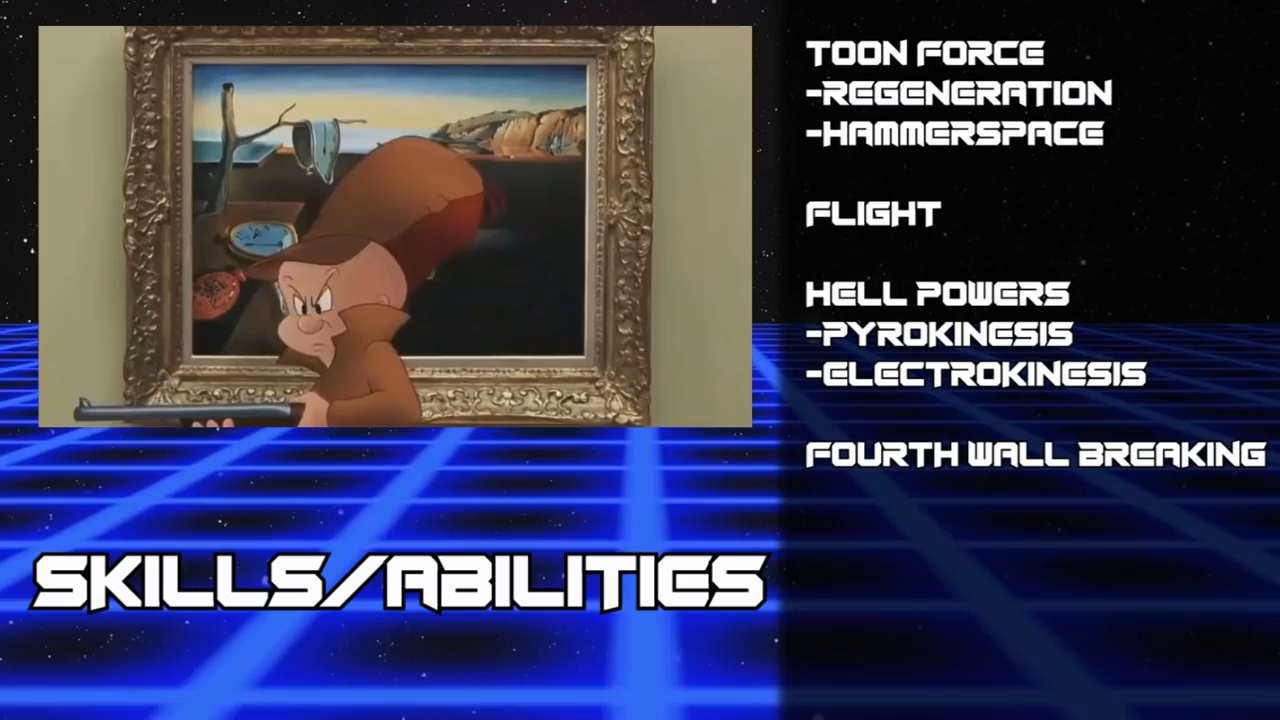 TOON FORCE
-REGENERATION
-HAMMERSPACE
FLIGHT
HELL POWERS
-PYROKINESIS
-ELECTROKINESIS
FOURTH WALL BREAKING
SKILLS/ABILITIES